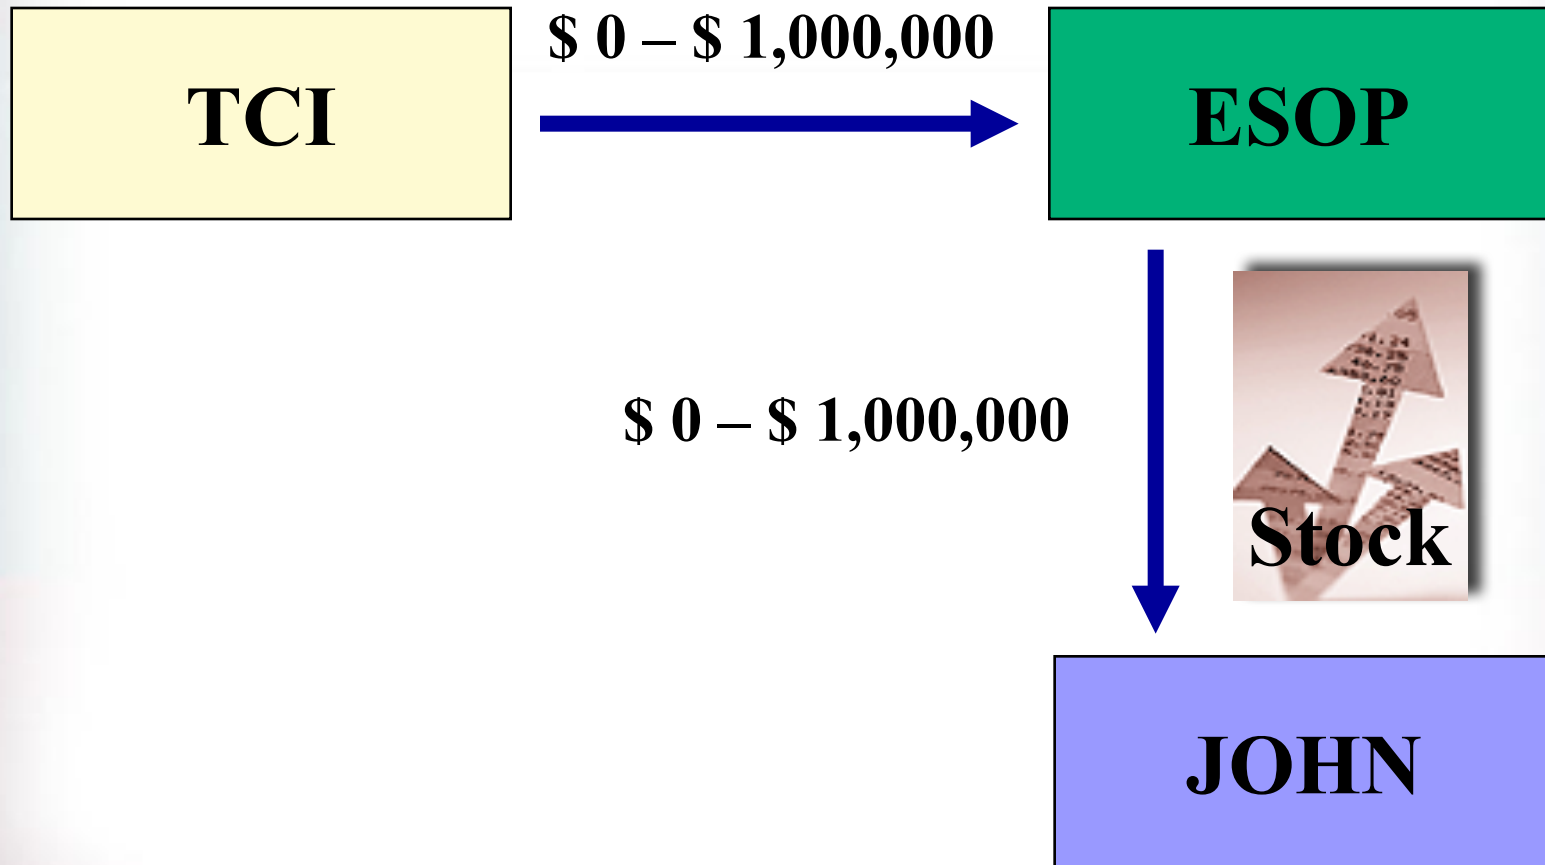 $ 0 – $ 1,000,000
TCI
ESOP
$ 0 – $ 1,000,000
Stock
JOHN